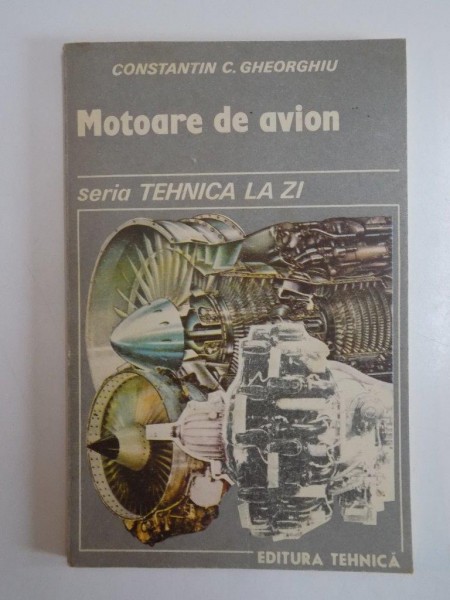 CONSTANTIN C. GHEORGHIU
Motoare de avion
seria TEHNICA LA ZI
EDITURA TEHNICĂ